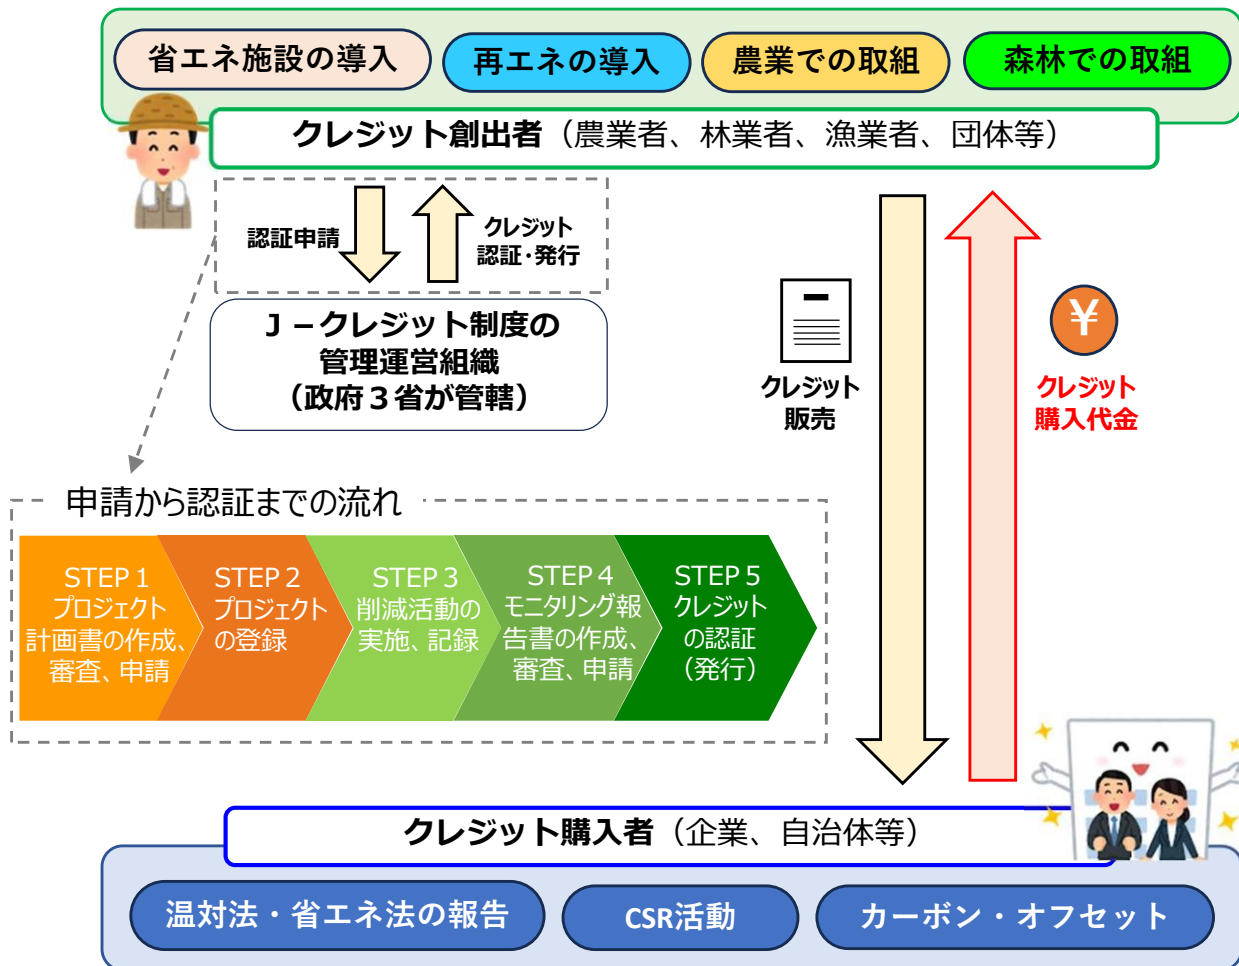 省エネ施設の導入
再エネの導入
農業での取組
森林での取組
クレジット創出者（農業者、林業者、漁業者、団体等）
認証申請
クレジット
認証・発行
Ｊ－クレジット制度の
管理運営組織
（政府３省が管轄）
クレジット
販売
¥
クレジット
購入代金
申請から認証までの流れ
STEP１
プロジェクト
計画書の作成、
審査、申請
STEP２
プロジェクト
の登録
STEP３
削減活動の
実施、記録
STEP４
モニタリング報
告書の作成、
審査、申請
STEP５
クレジット
の認証
（発行）
クレジット購入者（企業、自治体等）
温対法・省エネ法の報告
CSR活動
カーボン・オフセット